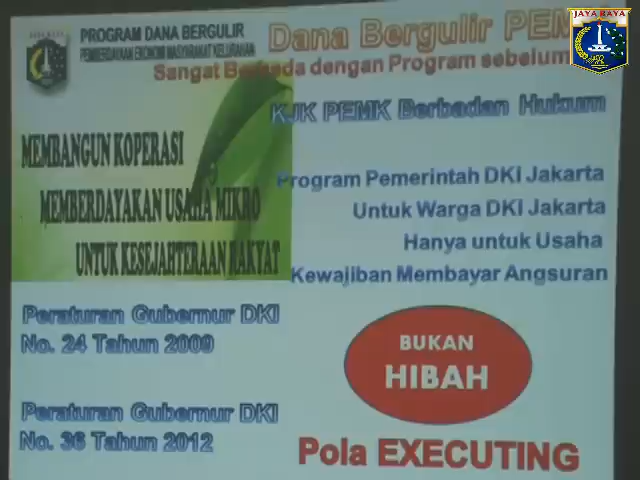 JAYA RAYA
PROGRAM DANA BERGULIR
PEMBERDAYAAN EKONOMI MASYARAKAT KELURAHAN
Dana Bergulir PEM
Sangat Berbeda dengan Program sebelum
KJK PEMK Berbadan Hukum
MEMBANGUN KOPERASI
MEMBERDAYAKAN USAHA MIKRO
UNTUK KESEJAHTERAAN RAKYAT
Program Pemerintah DKI Jakarta
Untuk Warga DKI Jakarta
Hanya untuk Usaha
Kewajiban Membayar Angsuran
Peraturan Gubernur DKI
No. 24 Tahun 2009
BUKAN
HIBAH
Peraturan Gubernur DKI
No. 36 Tahun 2012
Pola EXECUTING